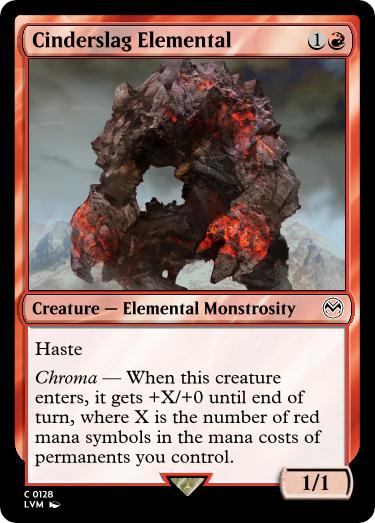 Cinderslag Elemental 1
Creature — Elemental Monstrosity
Haste
Chroma — When this creature
enters, it gets +X/+0 until end of
turn, where X is the number of red
mana symbols in the mana costs of
permanents you control.
1/1
C 0128
LVM